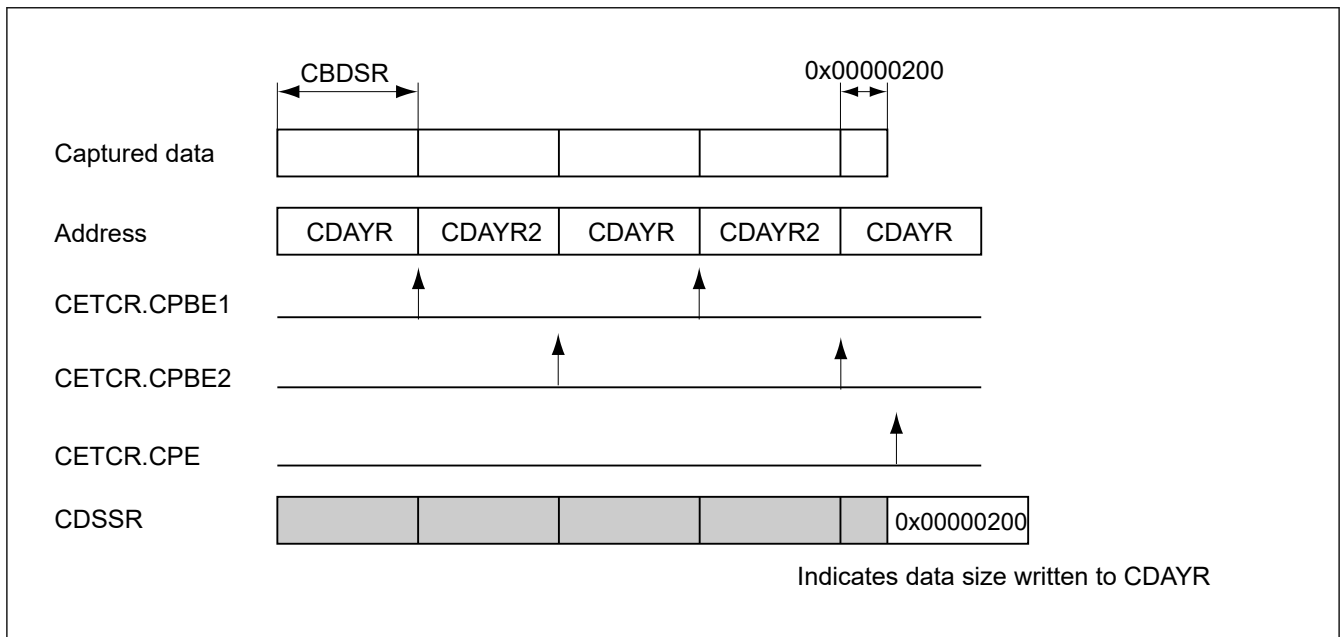 CBDSR 0x00000200
Captured data
Address CDAYR CDAYR2 CDAYR CDAYR2 CDAYR
CETCR.CPBE1
CETCR.CPBE2
CETCR.CPE
CDSSR 0x00000200
Indicates data size written to CDAYR